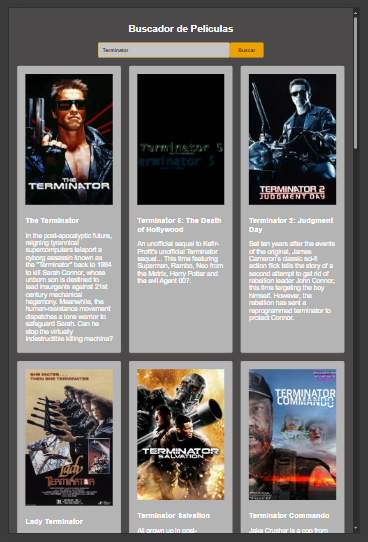 Buscador de Películas
Terminator
Buscar
THE
TERMINATOR
Terminator 5
Terminator 5
TERMINATOR 2
JUDGMENT DAY
The Terminator
In the post-apocalyptic future,
reigning tyrannical
supercomputers teleport a
cyborg assassin known as
the "Terminator" back to 1984
to kill Sarah Connor, whose
unborn son is destined to
lead insurgents against 21st
century mechanical
hegemony. Meanwhile, the
human-resistance movement
dispatches a lone warrior to
safeguard Sarah. Can he
stop the virtually
indestructible killing machine?
Terminator 5: The Death
of Hollywood
An unofficial sequel to Kefir-
Profit's unofficial Terminator
sequel... This time featuring
Superman, Rambo, Neo from
the Matrix, Harry Potter and
the evil Agent 007.
Terminator 2: Judgment
Day
Set ten years after the events
of the original, James
Cameron's classic sci-fi
action flick tells the story of a
second attempt to get rid of
rebellion leader John Connor,
this time targeting the boy
himself. However, the
rebellion has sent a
reprogrammed terminator to
protect Connor.
SHE MATES . . .
THEN SHE TERMINATES.
Lady
TERMINATOR
TERMINATOR
SALVATION
TERMINATOR
COMMANDO
Lady Terminator
Terminator Salvation
All grown up in post-
Terminator Commando
Jake Crusher is a cop from